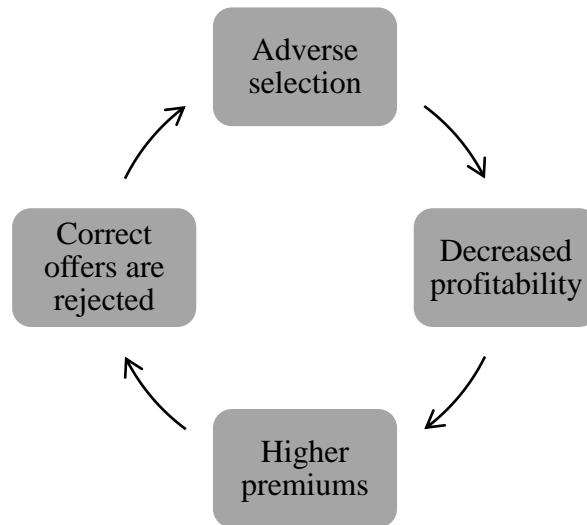 Adverse
selection
Decreased
profitability
Higher
premiums
Correct
offers are
rejected